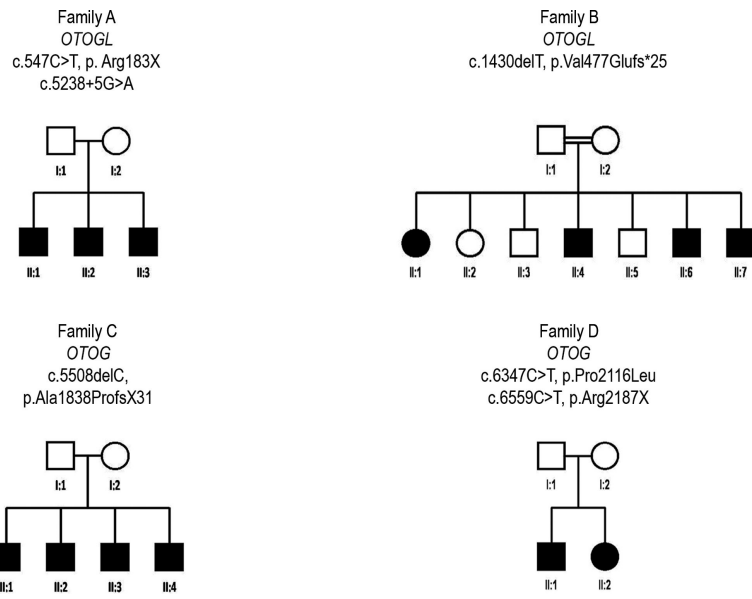 Family A
OTOGL
c.547C>T, p. Arg183X
c.5238+5G>A
I:1 I:2
II:1 II:2 II:3
Family B
OTOGL
c.1430delT, p.Val477Glufs*25
I:1 I:2
II:1 II:2 II:3 II:4 II:5 II:6 II:7
Family C
OTOG
c.5508delC,
p.Ala1838ProfsX31
I:1 I:2
II:1 II:2 II:3 II:4
Family D
OTOG
c.6347C>T, p.Pro2116Leu
c.6559C>T, p.Arg2187X
I:1 I:2
II:1 II:2